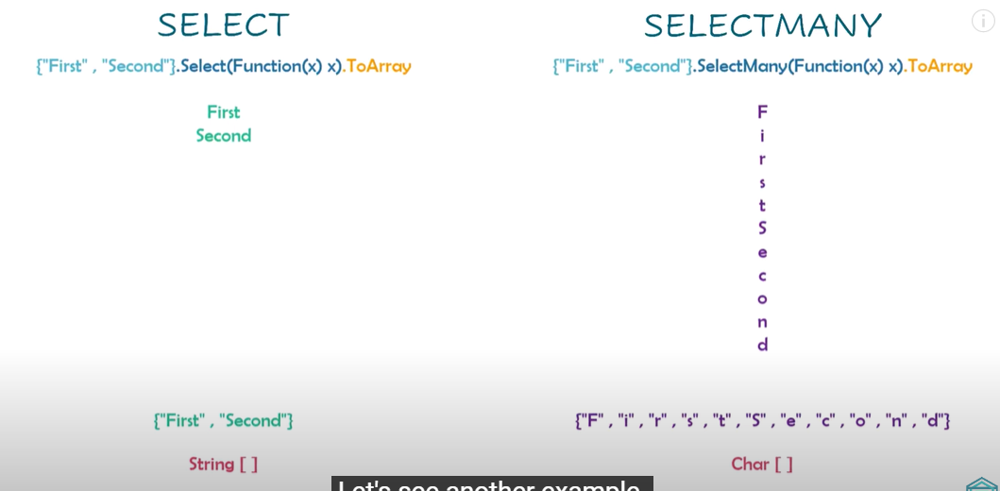 SELECT
{"First" , "Second"}.Select(Function(x) x).ToArray
First
Second
{"First" , "Second"}
String [ ]
SELECTMANY
{"First" , "Second"}.SelectMany(Function(x) x).ToArray
F
i
r
s
t
S
e
c
o
n
d
{"F" , "i" , "r" , "s" , "t" , "S" , "e" , "c" , "o" , "n" , "d"}
Char [ ]
Let's see another example